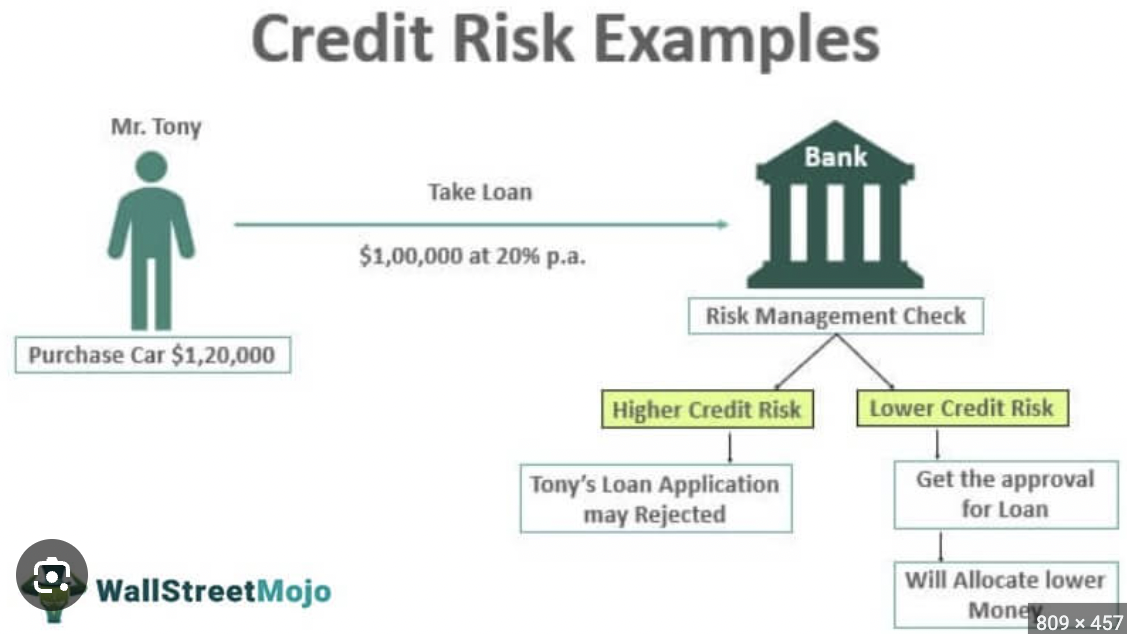 Credit Risk Examples
Mr. Tony
Take Loan
$1,00,000 at 20% p.a.
Purchase Car $1,20,000
Bank
Risk Management Check
Higher Credit Risk
Lower Credit Risk
Tony's Loan Application
may Rejected
Get the approval
for Loan
Will Allocate lower
Money
WallStreetMojo
809 × 457